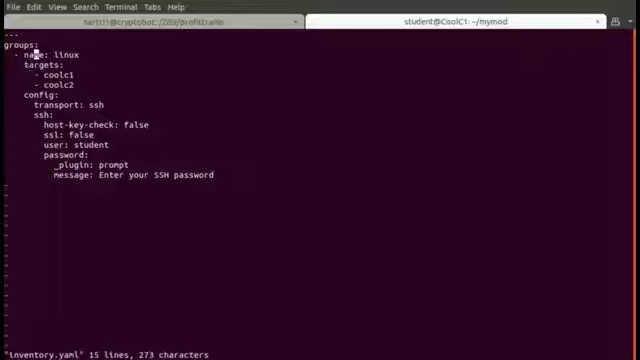 File Edit View Search Terminal Tabs Help
student@CoolC1: ~/mymod
---
groups:
  - name: linux
    targets:
      - coolc1
      - coolc2
    config:
      transport: ssh
      ssh:
        host-key-check: false
        ssl: false
        user: student
        password:
          _plugin: prompt
          message: Enter your SSH password
"inventory.yaml" 15 lines, 273 characters